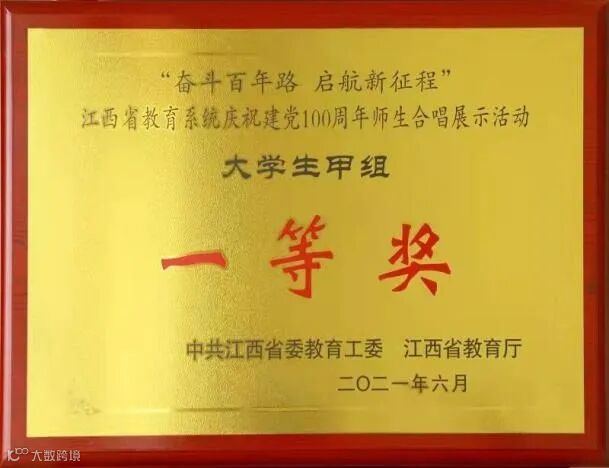 “奋斗百年路 启航新征程”
江西省教育系统庆祝建党100周年师生合唱展示活动
大学生甲组
一等奖
中共江西省委教育工委 江西省教育厅
二〇二一年六月
大数跨境